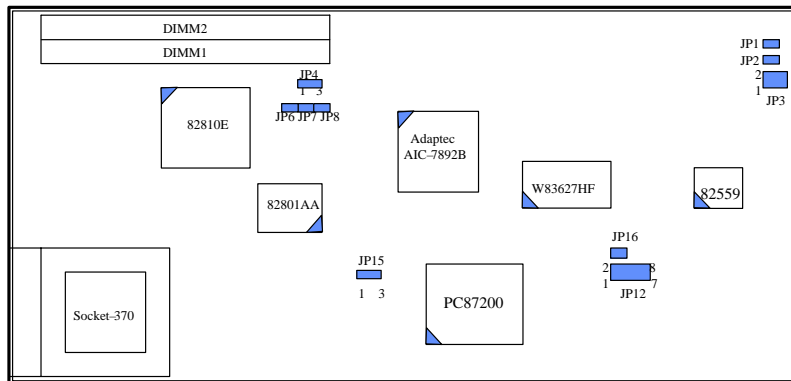 DIMM2
DIMM1
JP1
JP2
2
1
JP3
JP4
1 3
JP6 JP7 JP8
82810E
Adaptec
AIC-7892B
W83627HF
82559
82801AA
JP16
2 8
1 7
JP12
JP15
1 3
PC87200
Socket-370